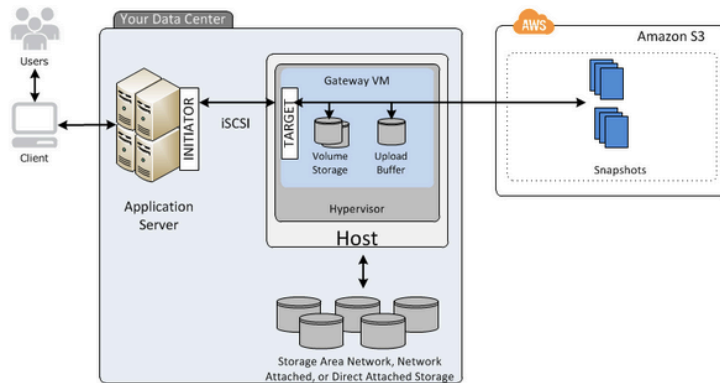 Your Data Center
AWS
Amazon S3
Users
Client
Application
Server
INITIATOR
iSCSI
TARGET
Gateway VM
Volume
Storage
Upload
Buffer
Hypervisor
Host
Snapshots
Storage Area Network, Network
Attached, or Direct Attached Storage